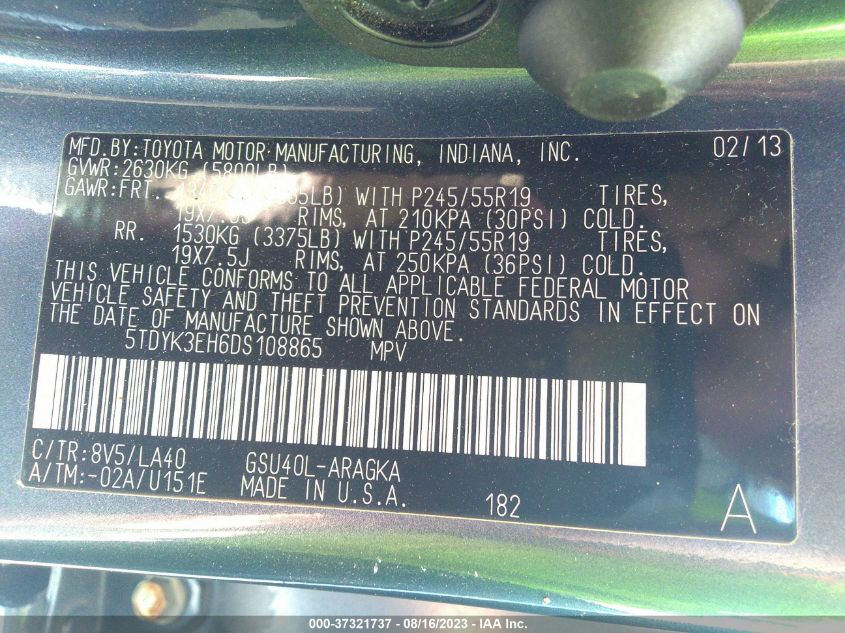 MFD.BY:TOYOTA MOTOR MANUFACTURING, INDIANA, INC. 02/13
GVWR:2630KG (5800LB)
GAWR:FRT. WITH P245/55R19 TIRES,
RIMS, AT 210KPA (30PSI) COLD.
RR. 1530KG (3375LB) WITH P245/55R19 TIRES,
19X7.5J RIMS, AT 250KPA (36PSI) COLD.
THIS VEHICLE CONFORMS TO ALL APPLICABLE FEDERAL MOTOR
VEHICLE SAFETY AND THEFT PREVENTION STANDARDS IN EFFECT ON
THE DATE OF MANUFACTURE SHOWN ABOVE.
5TDYK3EH6DS108865 MPV
C/TR:8V5/LA40 GSU40L-ARAGKA
A/TM:-02A/U151E MADE IN U.S.A. 182 A
000-37321737 - 08/16/2023 - IAA Inc.